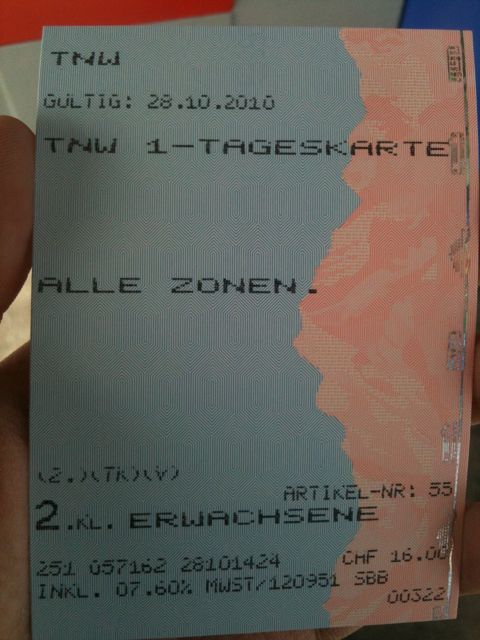 TNW
GÜLTIG: 28.10.2010
TNW 1-TAGESKARTE
ALLE ZONEN.
(2.)(TK)(V)
ARTIKEL-NR: 55
2.KL. ERWACHSENE
251 057162 28101424 CHF 16.00
INKL. 07.60% MWST/120951 SBB
00322